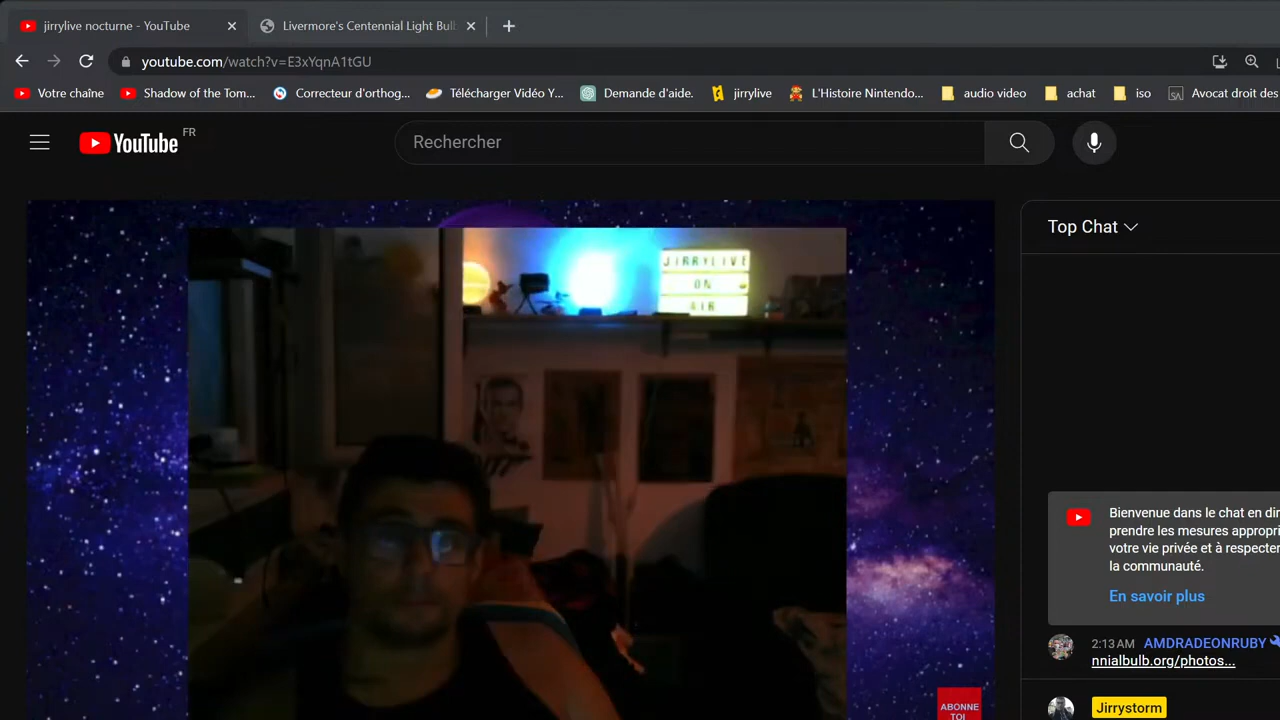 jirrylive nocturne - YouTube
Livermore's Centennial Light Bulb
youtube.com/watch?v=E3xYqnA1tGU
Votre chaîne
Shadow of the Tom...
Correcteur d'orthog...
Télécharger Vidéo Y...
Demande d'aide.
jirrylive
L'Histoire Nintendo...
audio video
achat
iso
SA
Avocat droit des
YouTube FR
Rechercher
Top Chat
JIRRYLIVE
ON
AIR
Bienvenue dans le chat en dir
prendre les mesures appropri
votre vie privée et à respecter
la communauté.
En savoir plus
2:13 AM AMDRADEONRUBY
nnialbulb.org/photos...
Jirrystorm
ABONNE
TOI